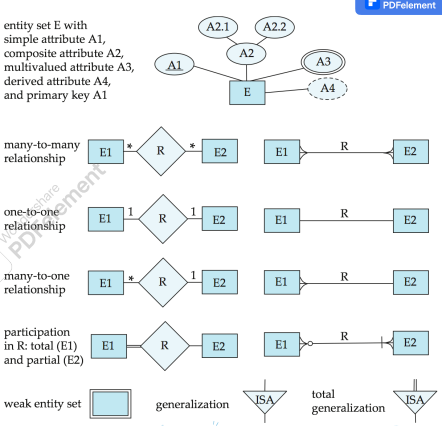 PDFelement
entity set E with
simple attribute A1,
composite attribute A2,
multivalued attribute A3,
derived attribute A4,
and primary key A1
A2.1 A2.2
A1 A2 A3
E A4
many-to-many
relationship
E1 * R * E2 E1 R E2
one-to-one
relationship
E1 1 R 1 E2 E1 R E2
many-to-one
relationship
E1 * R 1 E2 E1 R E2
participation
in R: total (E1)
and partial (E2)
E1 R E2 E1 R E2
weak entity set generalization ISA total
generalization ISA
PDFelement